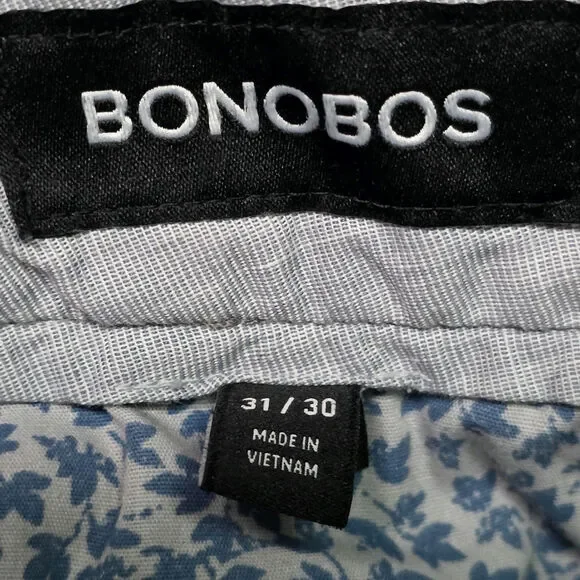 BONOBOS
31 / 30
MADE IN
VIETNAM